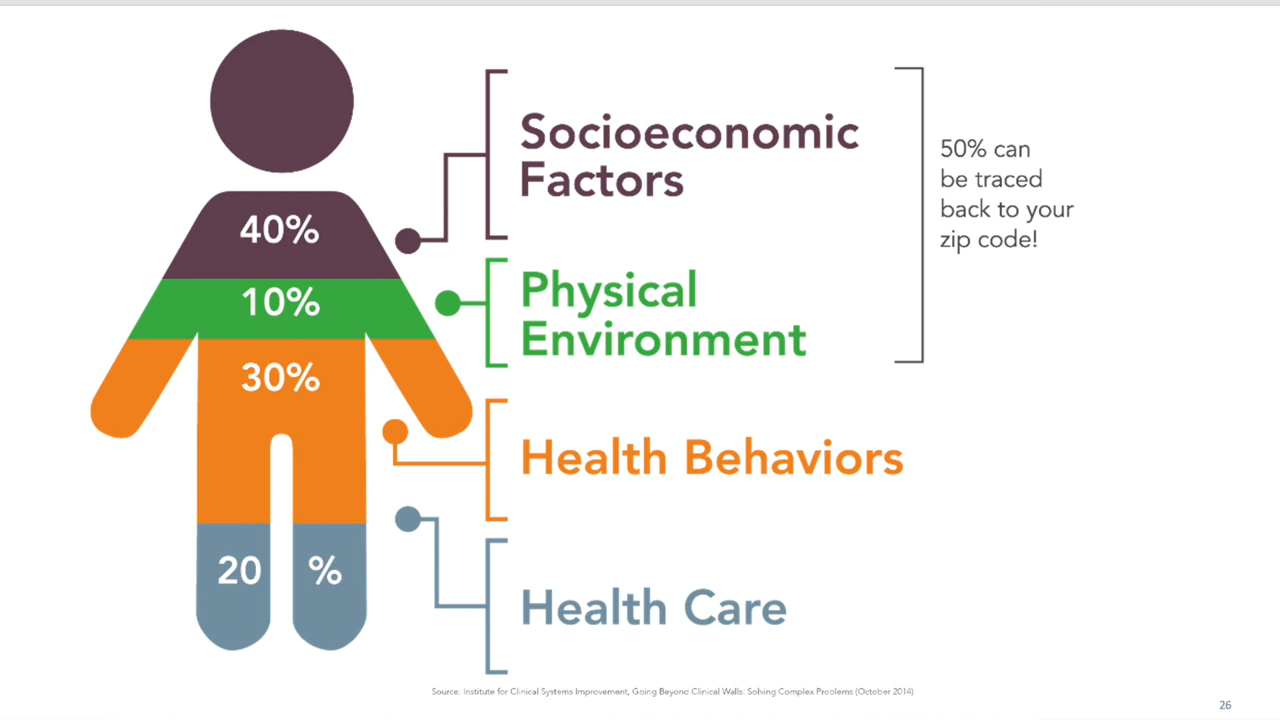 40%
10%
30%
20 %
Socioeconomic
Factors
Physical
Environment
Health Behaviors
Health Care
50% can
be traced
back to your
zip code!
Source: Institute for Clinical Systems Improvement, Going Beyond Clinical Walls: Solving Complex Problems (October 2014)
26